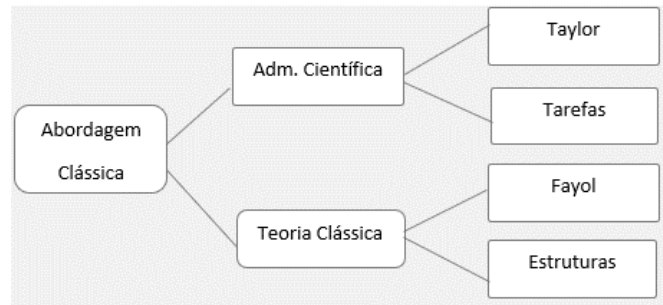 Abordagem
Clássica
Adm. Científica
Teoria Clássica
Taylor
Tarefas
Fayol
Estruturas